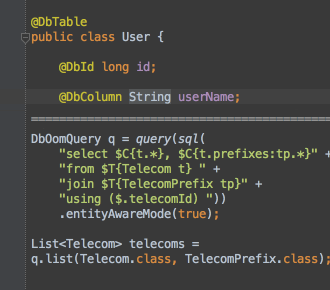 @DbTable
public class User {
@DbId long id;
@DbColumn String userName;
DbOomQuery q = query(sql(
"select $C{t.*}, $C{t.prefixes:tp.*}" +
"from $T{Telecom t} " +
"join $T{TelecomPrefix tp}" +
"using ($.telecomId) "))
.entityAwareMode(true);
List<Telecom> telecoms =
q.list(Telecom.class, TelecomPrefix.class);